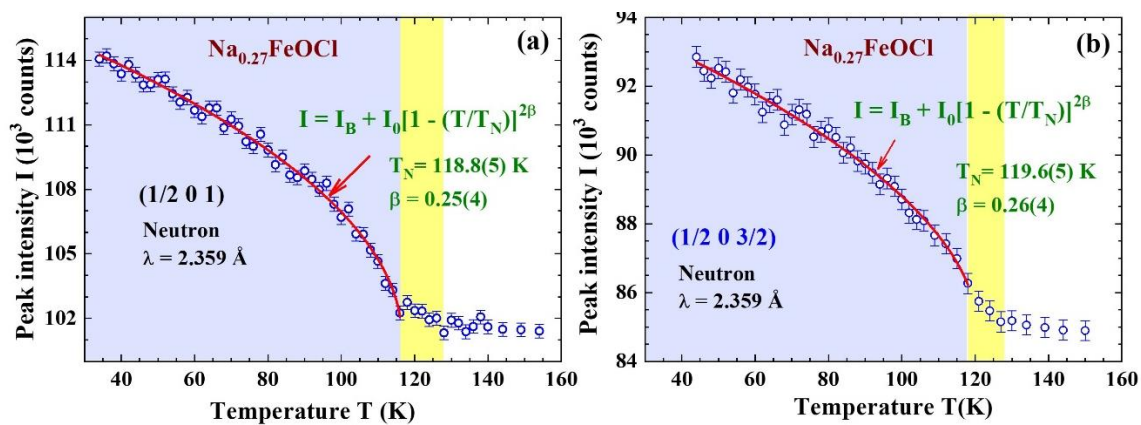 (a)
Na0.27FeOCl
I = IB + I0[1 - (T/TN)]2β
TN = 118.8(5) K
β = 0.25(4)
(1/2 0 1)
Neutron
λ = 2.359 Å
Peak intensity I (10³ counts)
114
111
108
105
102
40 60 80 100 120 140 160
Temperature T (K)
(b)
Na0.27FeOCl
I = IB + I0[1 - (T/TN)]2β
TN = 119.6(5) K
β = 0.26(4)
(1/2 0 3/2)
Neutron
λ = 2.359 Å
Peak intensity I (10³ counts)
94
92
90
88
86
84
40 60 80 100 120 140 160
Temperature T(K)